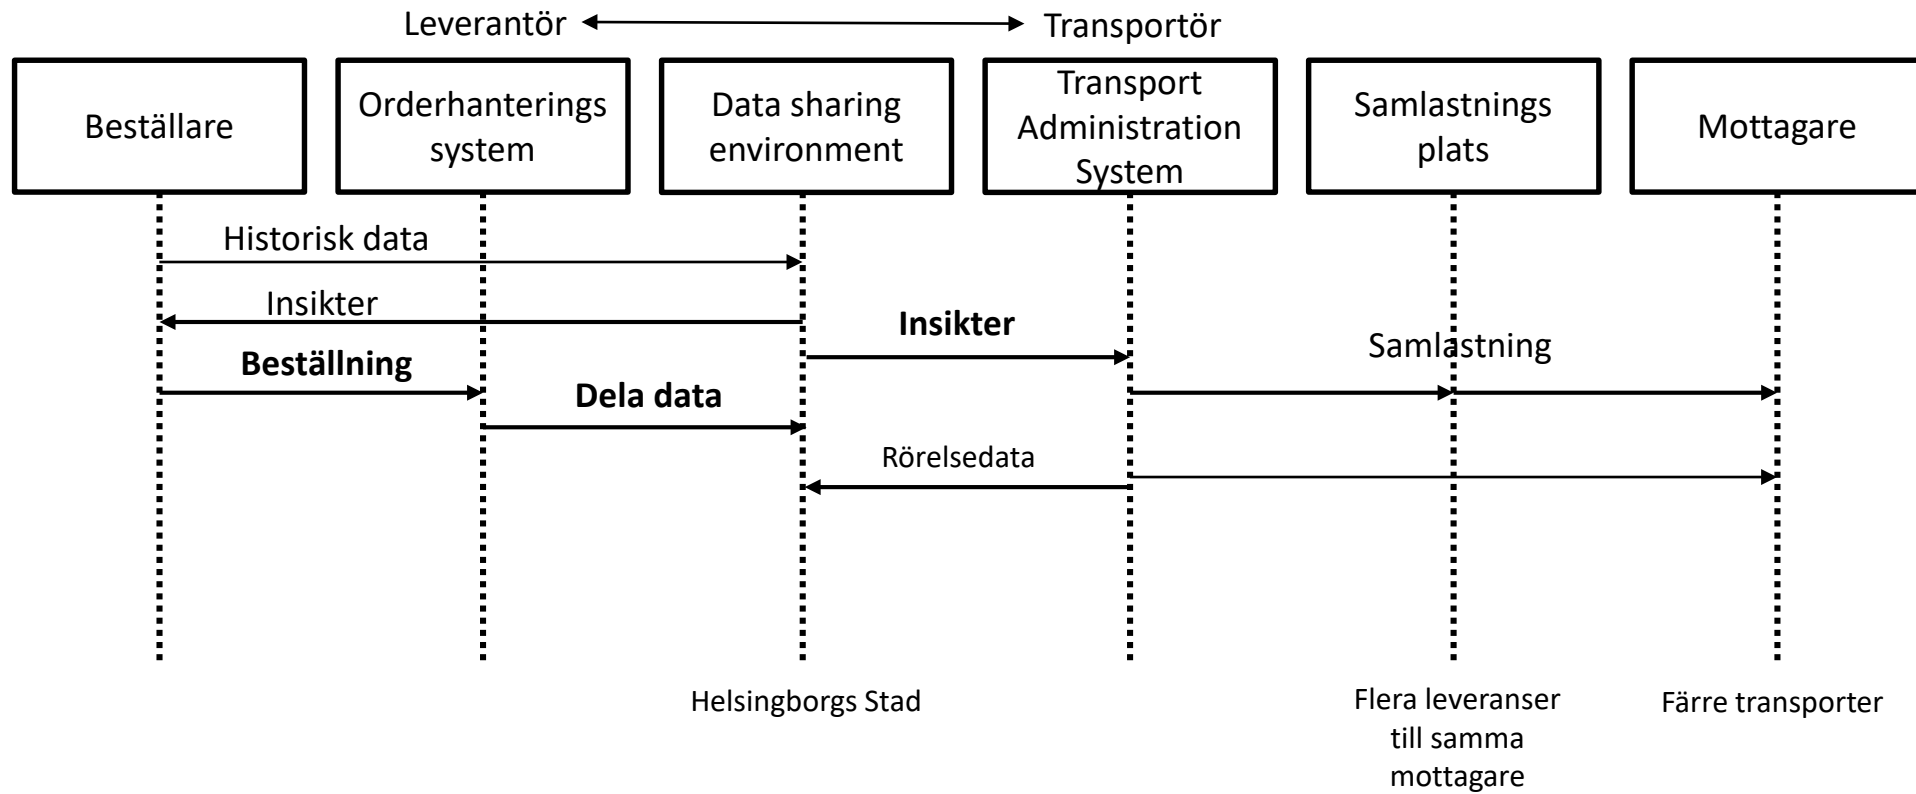 Leverantör
Transportör
Beställare
Orderhanterings
system
Data sharing
environment
Transport
Administration
System
Samlastnings
plats
Mottagare
Historisk data
Insikter
Insikter
Beställning
Samlastning
Dela data
Rörelsedata
Helsingborgs Stad
Flera leveranser
till samma
mottagare
Färre transporter